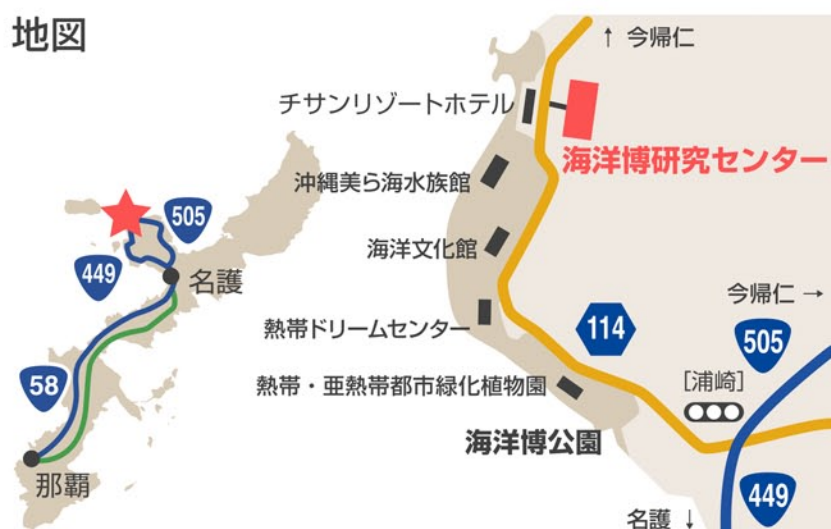 地図
↑ 今帰仁
チサンリゾートホテル
海洋博研究センター
沖縄美ら海水族館
海洋文化館
熱帯ドリームセンター
熱帯・亜熱帯都市緑化植物園
海洋博公園
114
今帰仁 →
505
[浦崎]
449
名護 ↓
505
449
名護
58
那覇